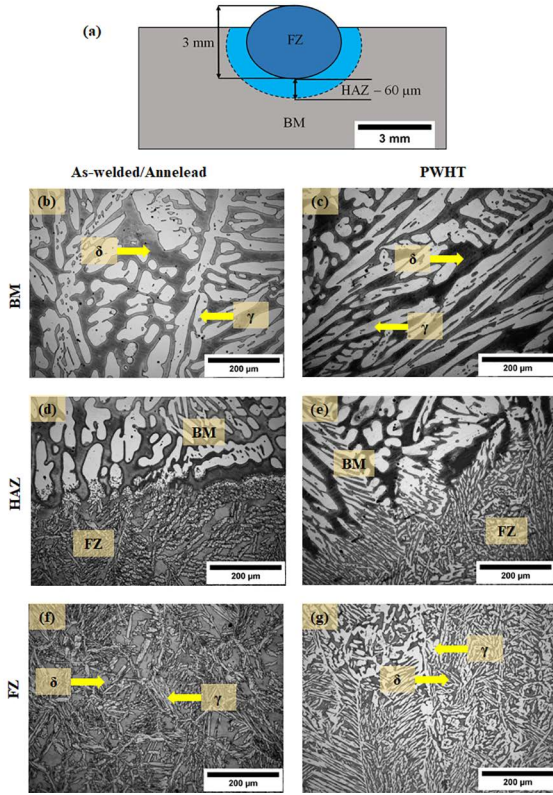 (a)
FZ
3 mm
HAZ – 60 μm
BM
3 mm
As-welded/Annelead
PWHT
BM
(b)
δ
γ
200 μm
(c)
δ
γ
200 μm
HAZ
(d)
BM
FZ
200 μm
(e)
BM
FZ
200 μm
FZ
(f)
δ
γ
200 μm
(g)
γ
δ
200 μm